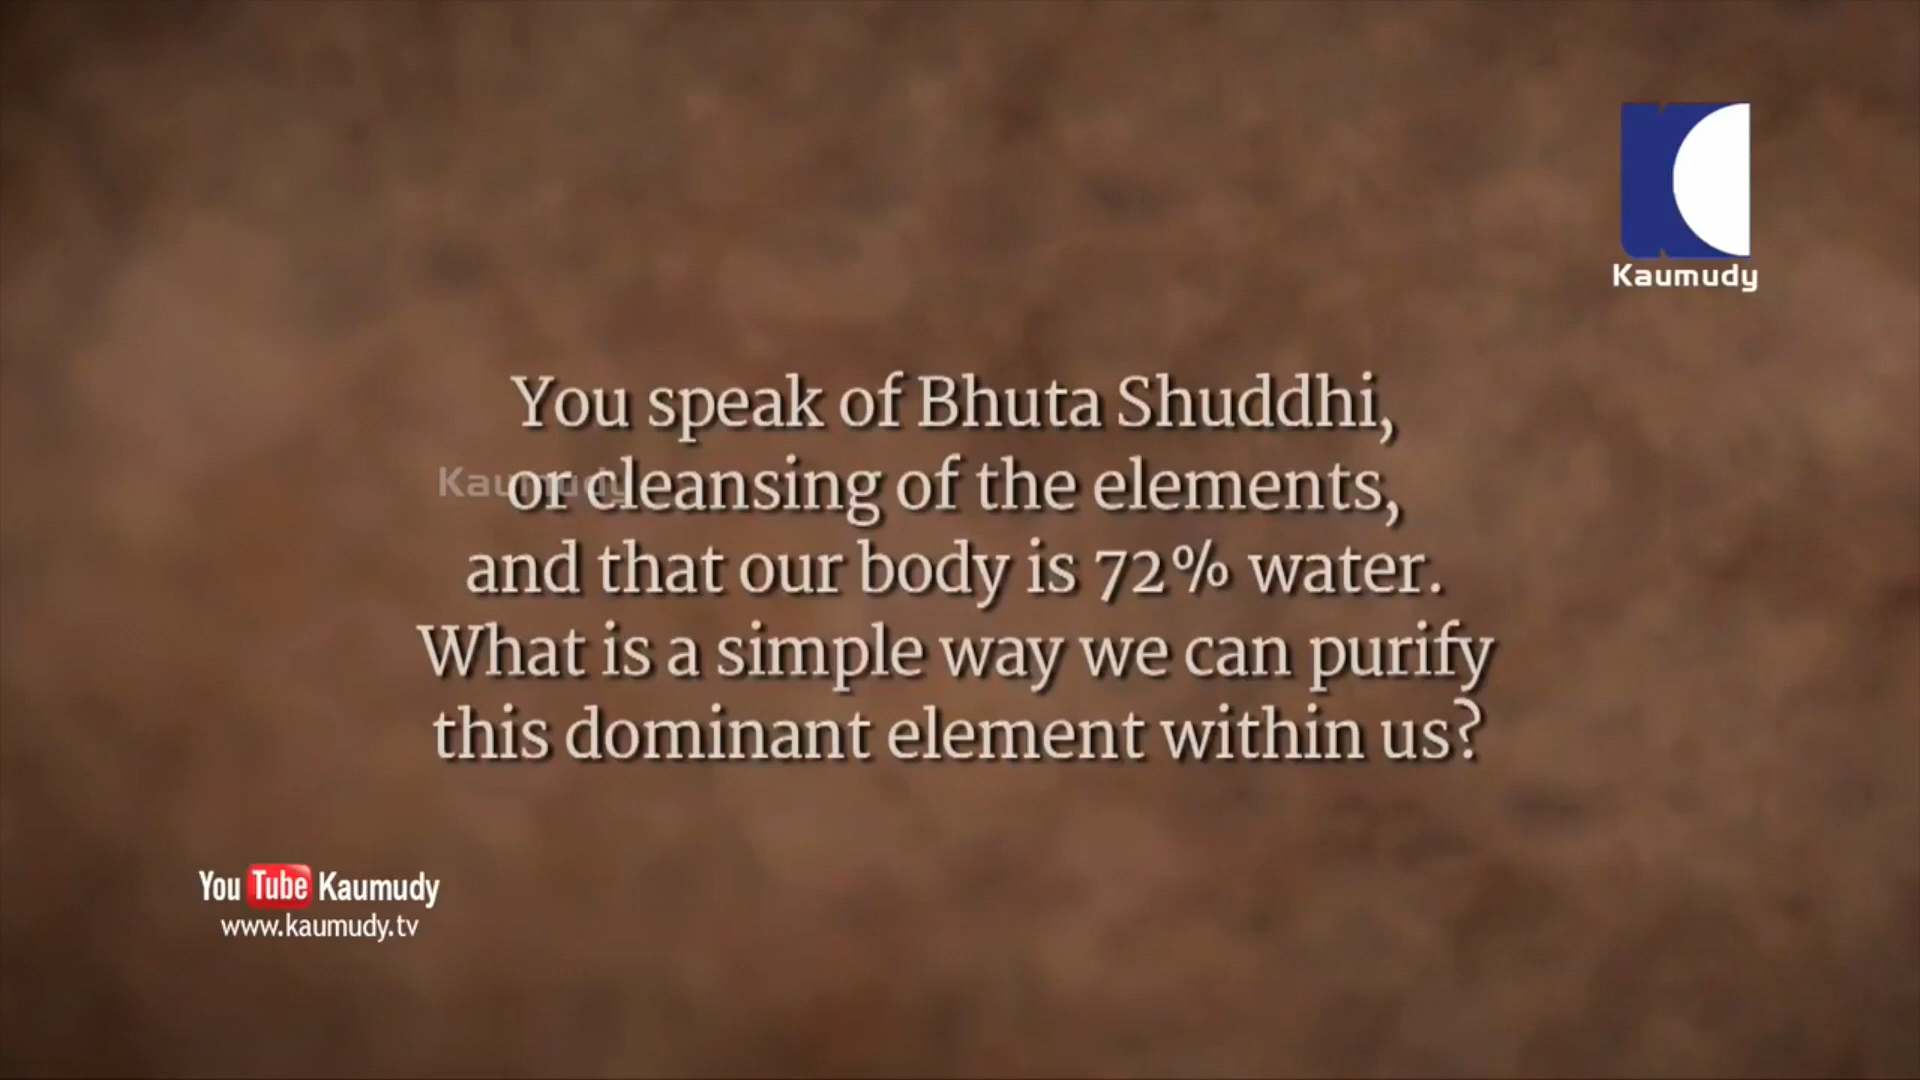 Kaumudy
You speak of Bhuta Shuddhi,
Kaumudy
or cleansing of the elements,
and that our body is 72% water.
What is a simple way we can purify
this dominant element within us?
You Tube Kaumudy
www.kaumudy.tv